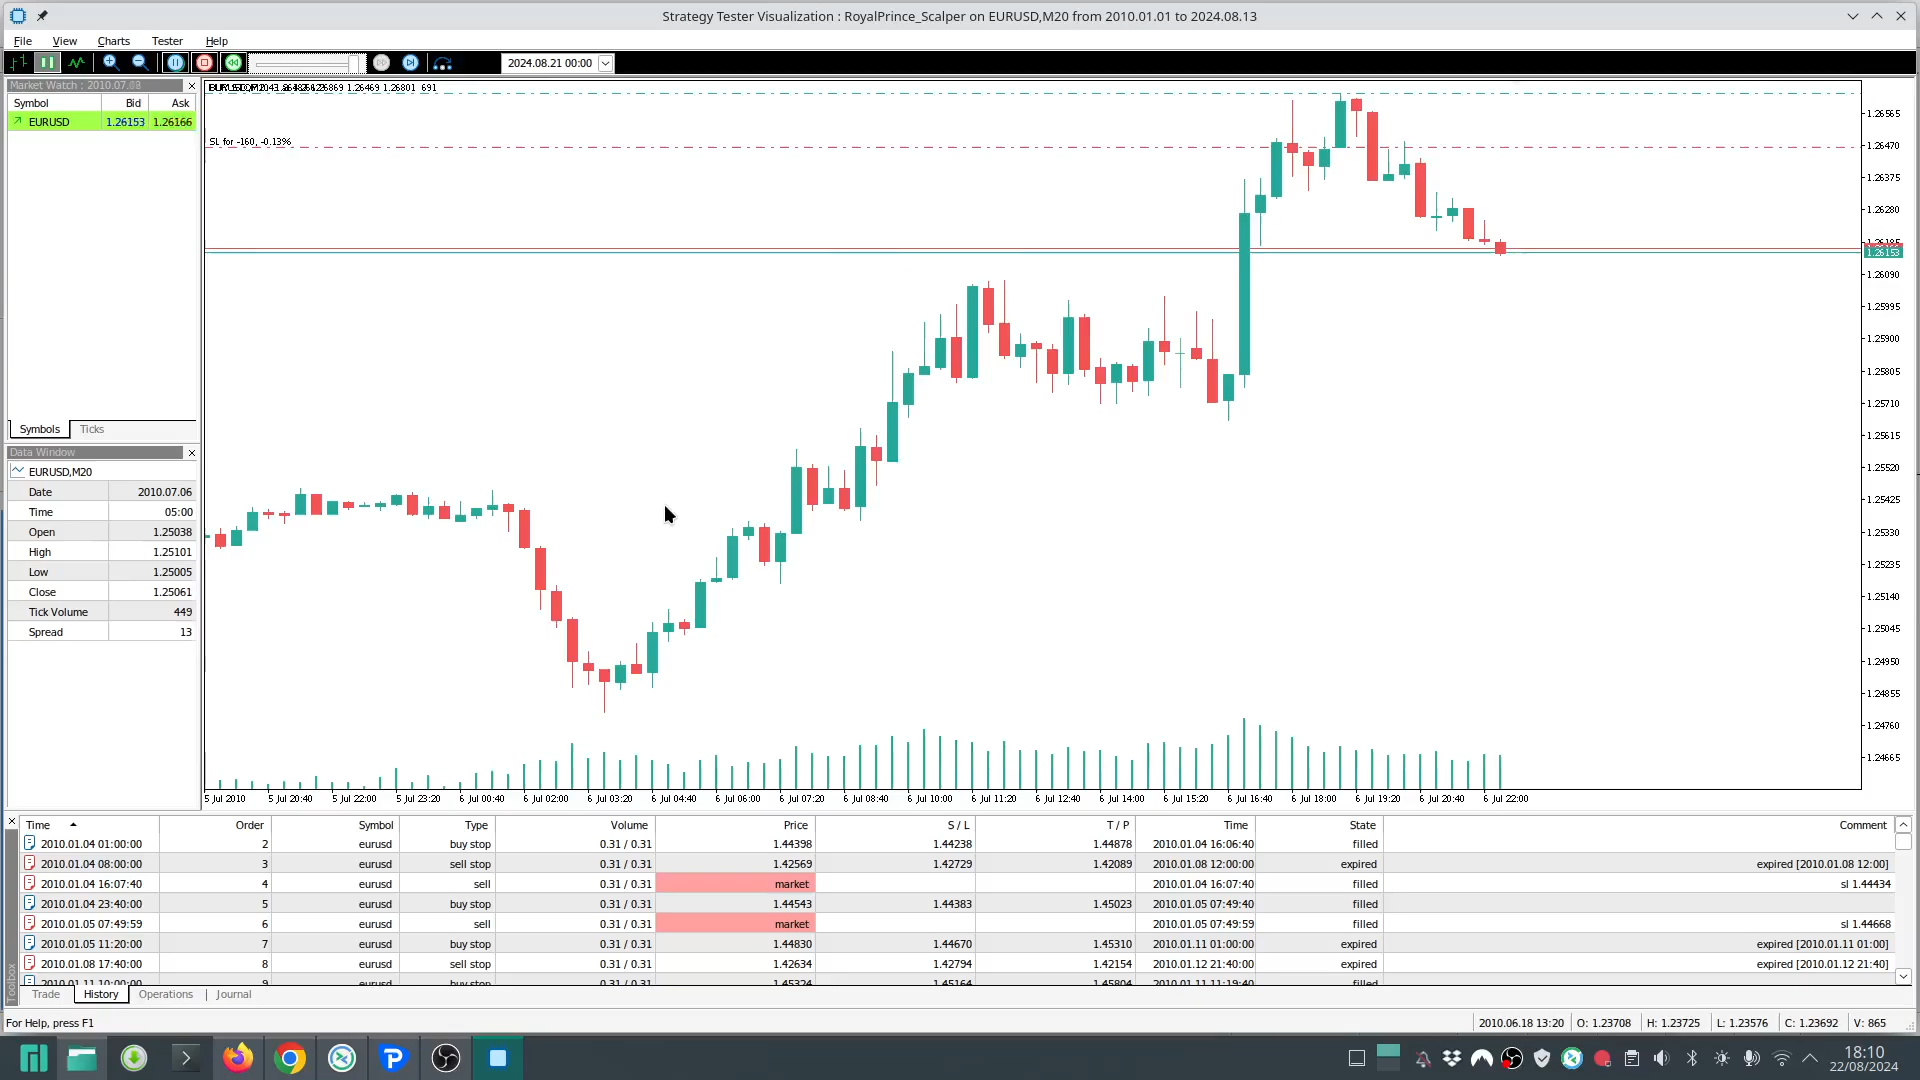 Strategy Tester Visualization : RoyalPrince_Scalper on EURUSD,M20 from 2010.01.01 to 2024.08.13
File View Charts Tester Help
2024.08.21 00:00
Market Watch : 2010.07.08
Symbol Bid Ask
EURUSD 1.26153 1.26166
Symbols Ticks
Data Window
EURUSD,M20
Date 2010.07.06
Time 05:00
Open 1.25038
High 1.25101
Low 1.25005
Close 1.25061
Tick Volume 449
Spread 13
1.26469 1.26801 691
SL for -160, -0.13%
1.26565
1.26470
1.26375
1.26280
1.26185
1.26153
1.26090
1.25995
1.25900
1.25805
1.25710
1.25615
1.25520
1.25425
1.25330
1.25235
1.25140
1.25045
1.24950
1.24855
1.24760
1.24665
5 Jul 2010 5 Jul 20:40 5 Jul 22:00 5 Jul 23:20 6 Jul 00:40 6 Jul 02:00 6 Jul 03:20 6 Jul 04:40 6 Jul 06:00 6 Jul 07:20 6 Jul 08:40 6 Jul 10:00 6 Jul 11:20 6 Jul 12:40 6 Jul 14:00 6 Jul 15:20 6 Jul 16:40 6 Jul 18:00 6 Jul 19:20 6 Jul 20:40 6 Jul 22:00
Time Order Symbol Type Volume Price S / L T / P Time State Comment
2010.01.04 01:00:00 2 eurusd buy stop 0.31 / 0.31 1.44398 1.44238 1.44878 2010.01.04 16:06:40 filled
2010.01.04 08:00:00 3 eurusd sell stop 0.31 / 0.31 1.42569 1.42729 1.42089 2010.01.08 12:00:00 expired expired [2010.01.08 12:00]
2010.01.04 16:07:40 4 eurusd sell 0.31 / 0.31 market 2010.01.04 16:07:40 filled sl 1.44434
2010.01.04 23:40:00 5 eurusd buy stop 0.31 / 0.31 1.44543 1.44383 1.45023 2010.01.05 07:49:40 filled
2010.01.05 07:49:59 6 eurusd sell 0.31 / 0.31 market 2010.01.05 07:49:59 filled sl 1.44668
2010.01.05 11:20:00 7 eurusd buy stop 0.31 / 0.31 1.44830 1.44670 1.45310 2010.01.11 01:00:00 expired expired [2010.01.11 01:00]
2010.01.08 17:40:00 8 eurusd sell stop 0.31 / 0.31 1.42634 1.42794 1.42154 2010.01.12 21:40:00 expired expired [2010.01.12 21:40]
2010.01.11 10:00:00 9 eurusd buy stop 0.31 / 0.31 1.45324 1.45164 1.45804 2010.01.11 11:19:40 filled
Toolbox
Trade History Operations Journal
For Help, press F1
2010.06.18 13:20 O: 1.23708 H: 1.23725 L: 1.23576 C: 1.23692 V: 865
18:10
22/08/2024